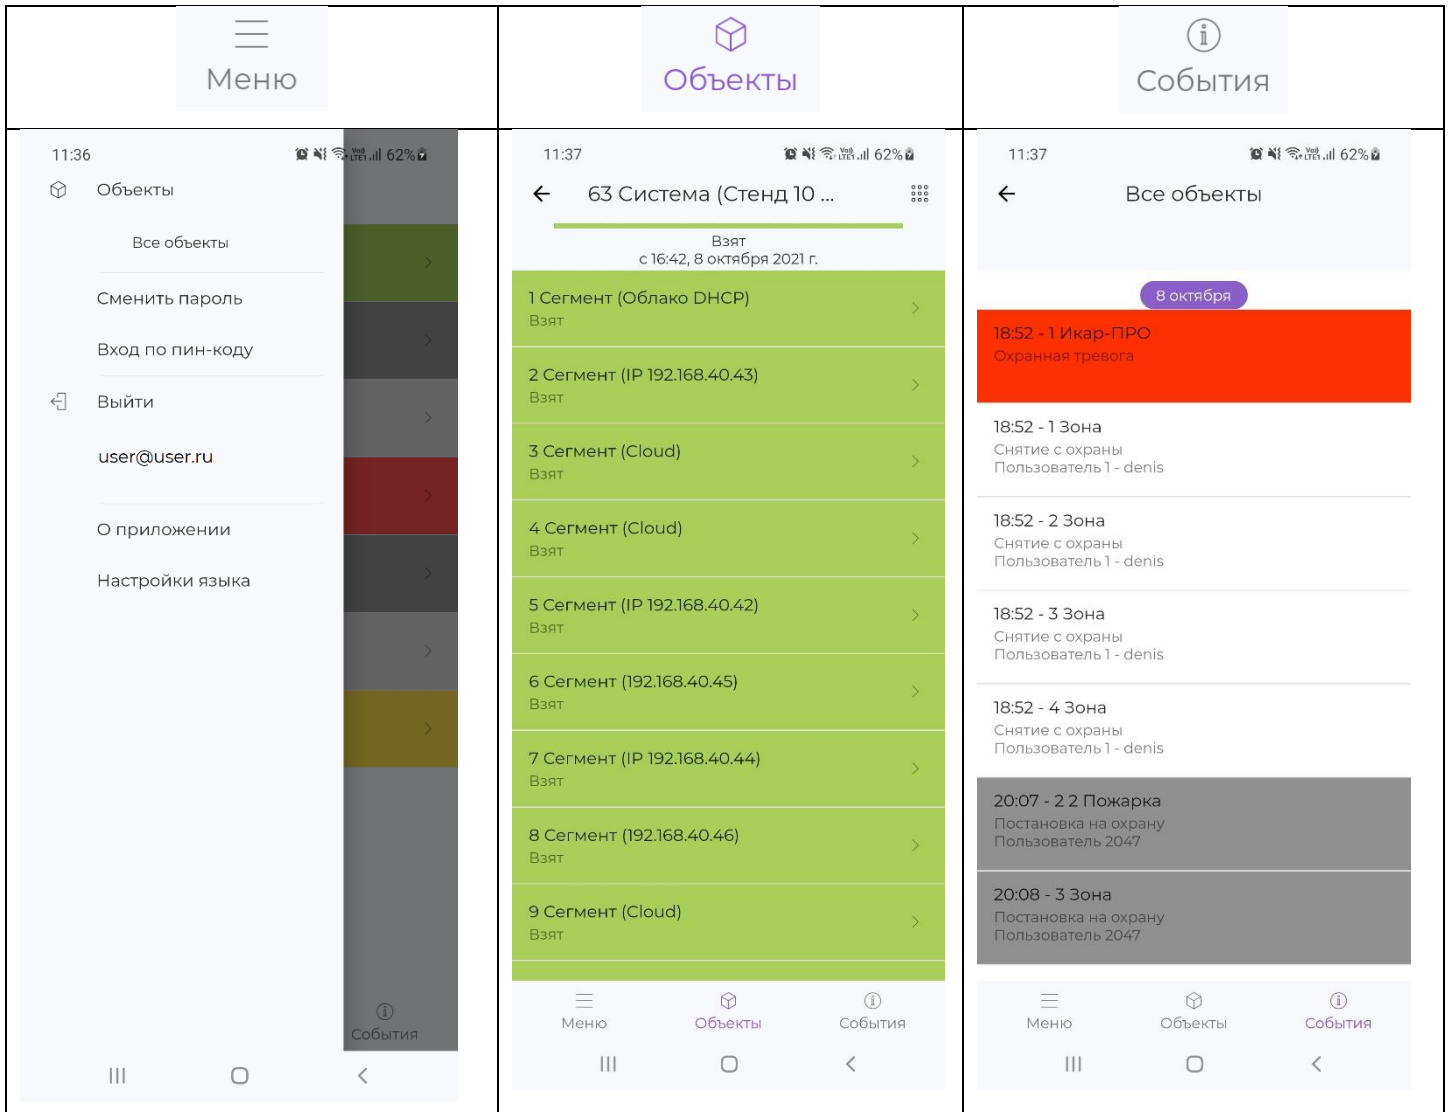 Меню
Объекты
События
11:36
62%
Объекты
Все объекты
Сменить пароль
Вход по пин-коду
Выйти
user@user.ru
О приложении
Настройки языка
События
11:37
62%
63 Система (Стенд 10 ...
Взят
с 16:42, 8 октября 2021 г.
1 Сегмент (Облако DHCP)
Взят
2 Сегмент (IP 192.168.40.43)
Взят
3 Сегмент (Cloud)
Взят
4 Сегмент (Cloud)
Взят
5 Сегмент (IP 192.168.40.42)
Взят
6 Сегмент (192.168.40.45)
Взят
7 Сегмент (IP 192.168.40.44)
Взят
8 Сегмент (192.168.40.46)
Взят
9 Сегмент (Cloud)
Взят
Меню
Объекты
События
11:37
62%
Все объекты
8 октября
18:52 - 1 Икар-ПРО
Охранная тревога
18:52 - 1 Зона
Снятие с охраны
Пользователь 1 - denis
18:52 - 2 Зона
Снятие с охраны
Пользователь 1 - denis
18:52 - 3 Зона
Снятие с охраны
Пользователь 1 - denis
18:52 - 4 Зона
Снятие с охраны
Пользователь 1 - denis
20:07 - 2 2 Пожарка
Постановка на охрану
Пользователь 2047
20:08 - 3 Зона
Постановка на охрану
Пользователь 2047
Меню
Объекты
События